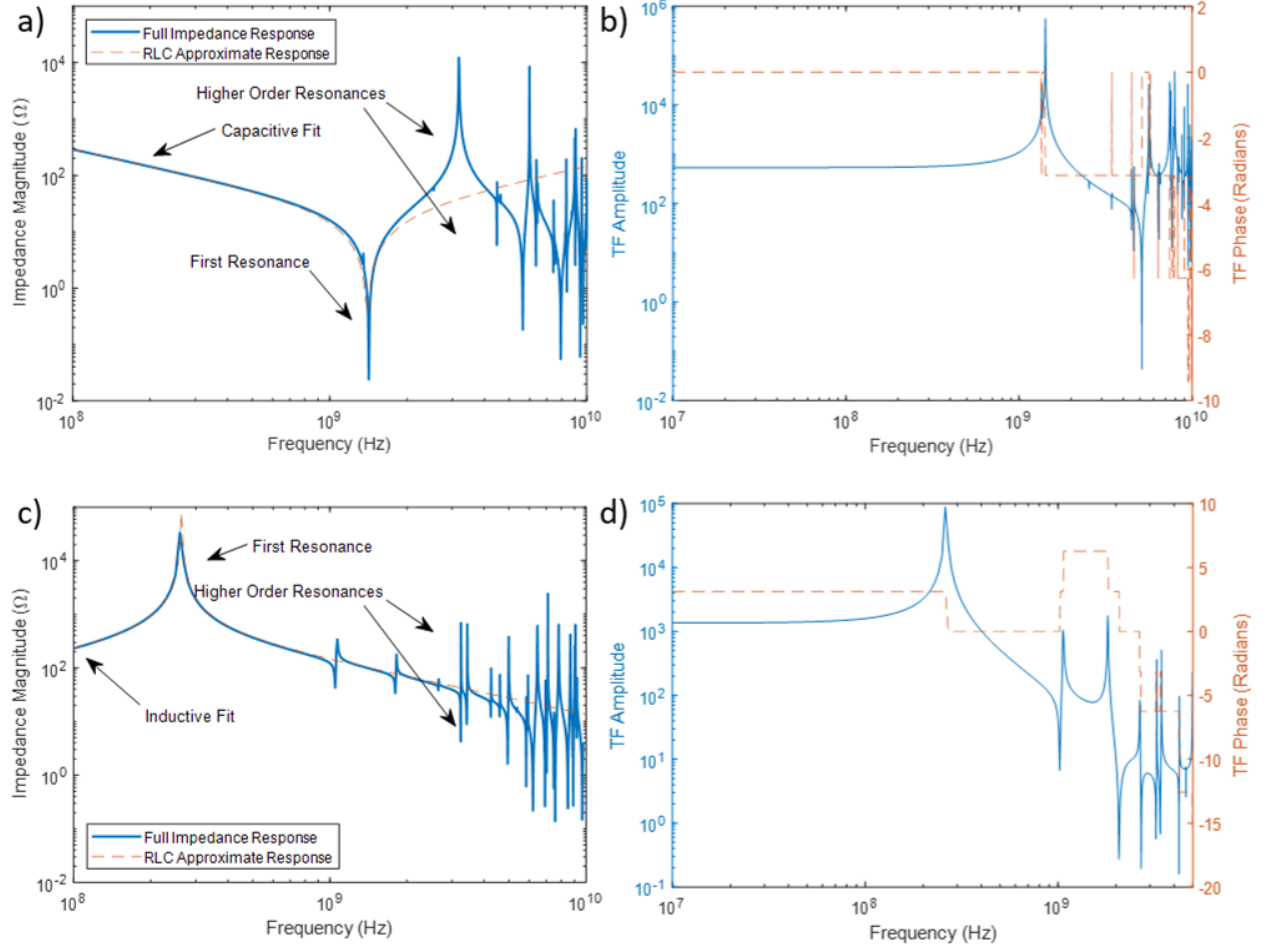 a)
Full Impedance Response
RLC Approximate Response
Higher Order Resonances
Capacitive Fit
First Resonance
10^4
10^2
10^0
10^-2
Impedance Magnitude (Ω)
10^8
10^9
10^10
Frequency (Hz)
b)
10^6
10^4
10^2
10^0
10^-2
TF Amplitude
2
0
-2
-4
-6
-8
-10
TF Phase (Radians)
10^7
10^8
10^9
10^10
Frequency (Hz)
c)
First Resonance
Higher Order Resonances
Inductive Fit
Full Impedance Response
RLC Approximate Response
10^4
10^2
10^0
10^-2
Impedance Magnitude (Ω)
10^8
10^9
10^10
Frequency (Hz)
d)
10^5
10^4
10^3
10^2
10^1
10^0
10^-1
TF Amplitude
10
5
0
-5
-10
-15
-20
TF Phase (Radians)
10^7
10^8
10^9
Frequency (Hz)